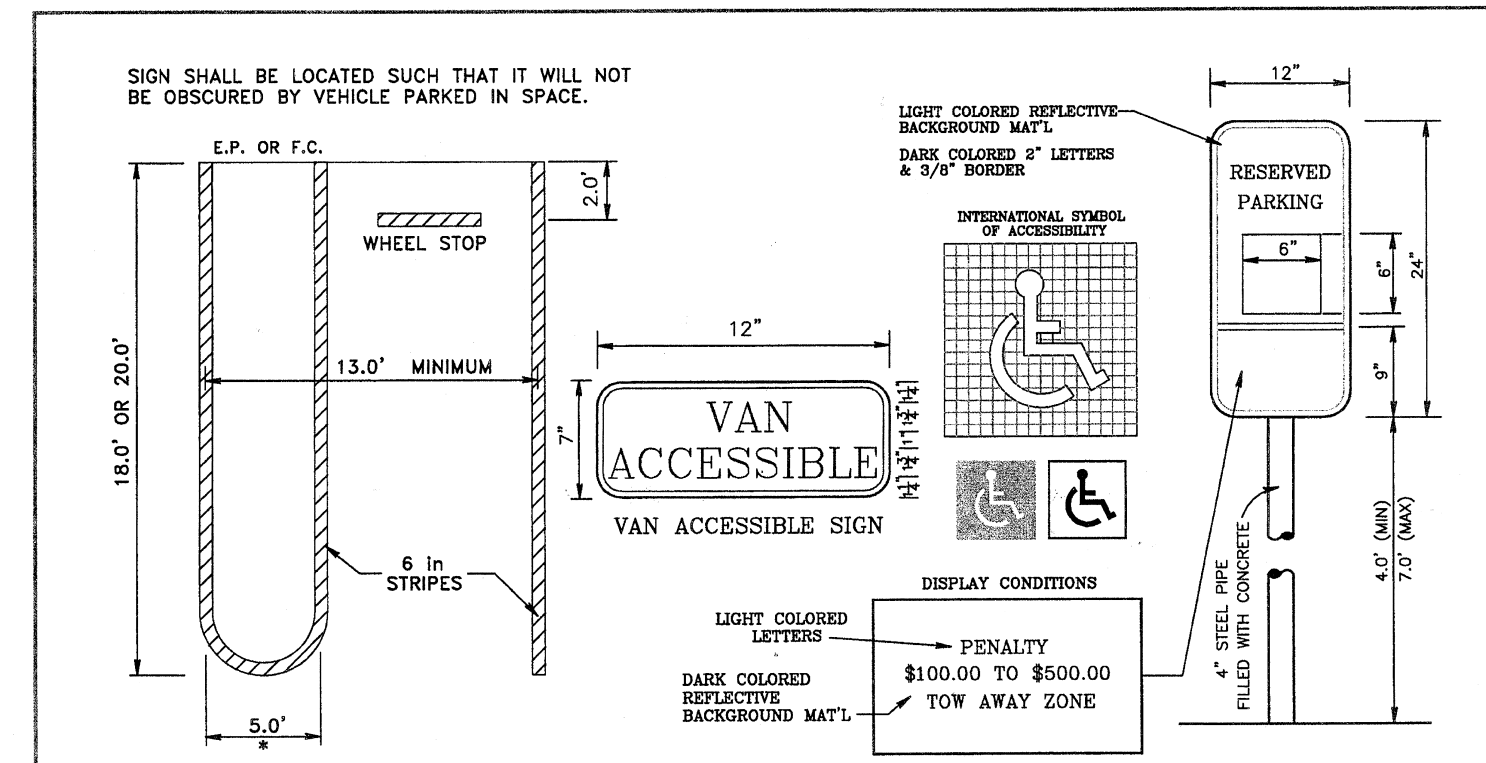 SIGN SHALL BE LOCATED SUCH THAT IT WILL NOT
BE OBSCURED BY VEHICLE PARKED IN SPACE.
E.P. OR F.C.
2.0'
WHEEL STOP
18.0' OR 20.0'
13.0' MINIMUM
6 in
STRIPES
5.0'
*
12"
7"
VAN
ACCESSIBLE
VAN ACCESSIBLE SIGN
LIGHT COLORED REFLECTIVE
BACKGROUND MAT'L
DARK COLORED 2" LETTERS
& 3/8" BORDER
INTERNATIONAL SYMBOL
OF ACCESSIBILITY
12"
RESERVED
PARKING
6"
6"
24"
9"
4.0' (MIN)
7.0' (MAX)
4" STEEL PIPE
FILLED WITH CONCRETE
DISPLAY CONDITIONS
LIGHT COLORED
LETTERS
DARK COLORED
REFLECTIVE
BACKGROUND MAT'L
PENALTY
$100.00 TO $500.00
TOW AWAY ZONE